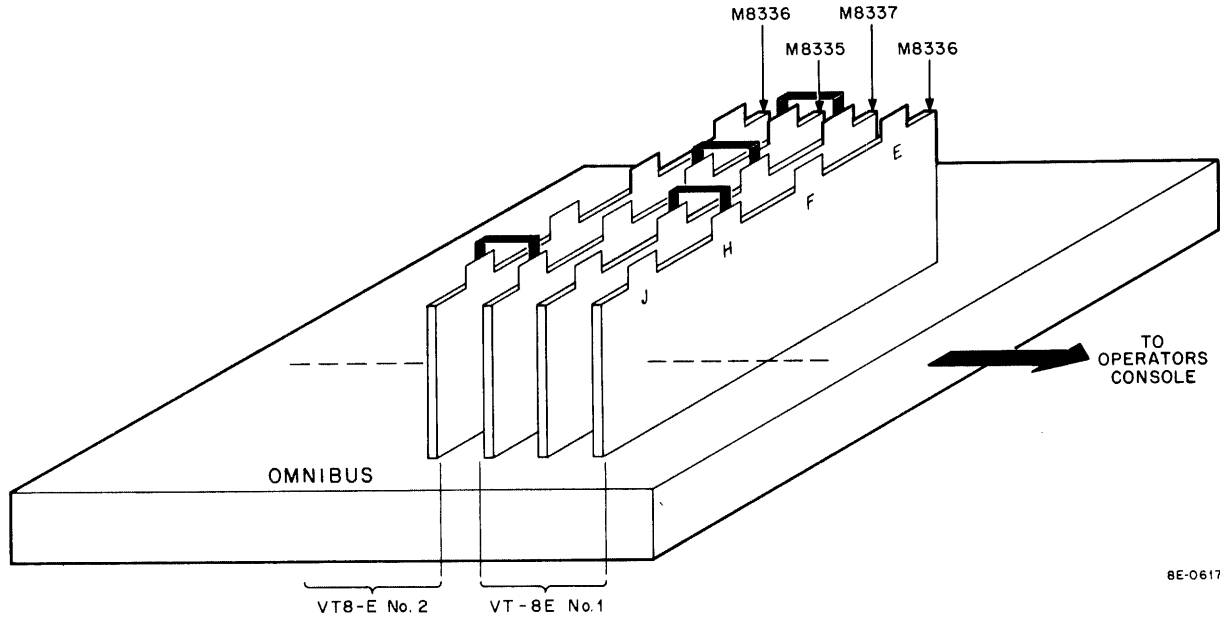 M8336
M8337
M8335
M8336
E
F
H
J
TO
OPERATORS
CONSOLE
OMNIBUS
8E-0617
VT8-E No. 2
VT-8E No. 1